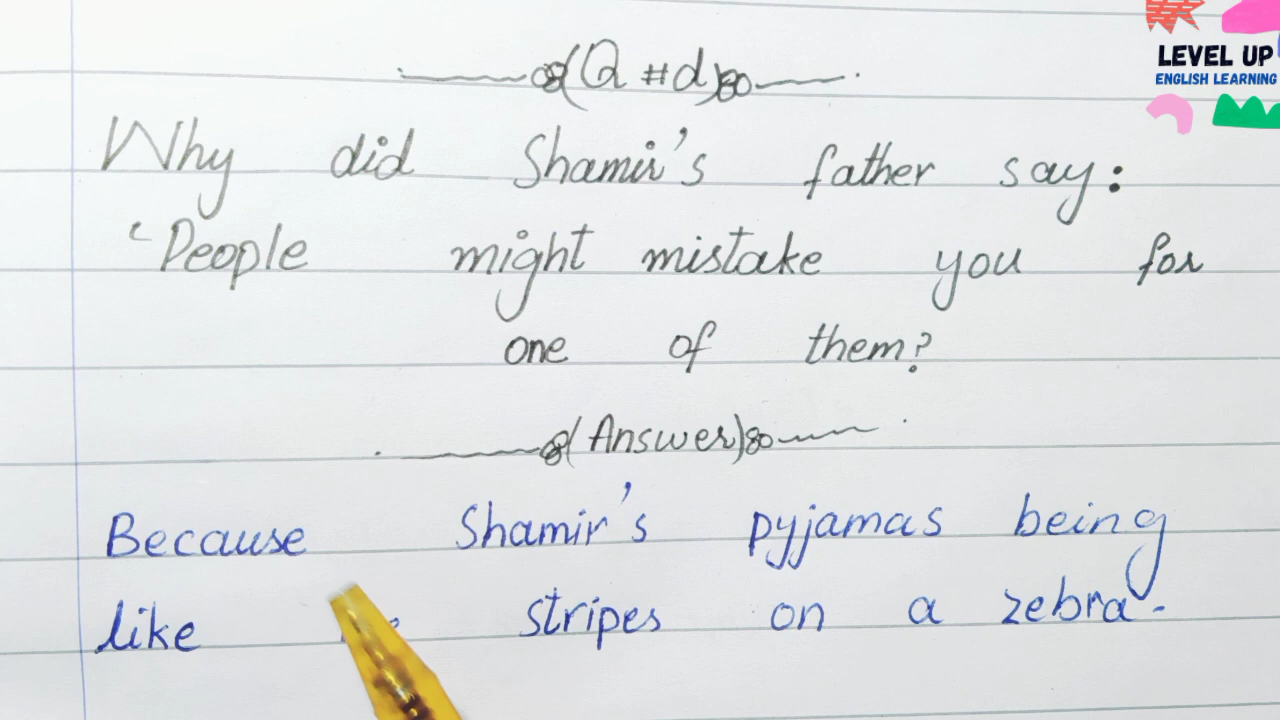 LEVEL UP
ENGLISH LEARNING
(Q #d)
Why did Shamir's father say:
‘People might mistake you for
one of them?
(Answer)
Because Shamir's pyjamas being
like stripes on a zebra.